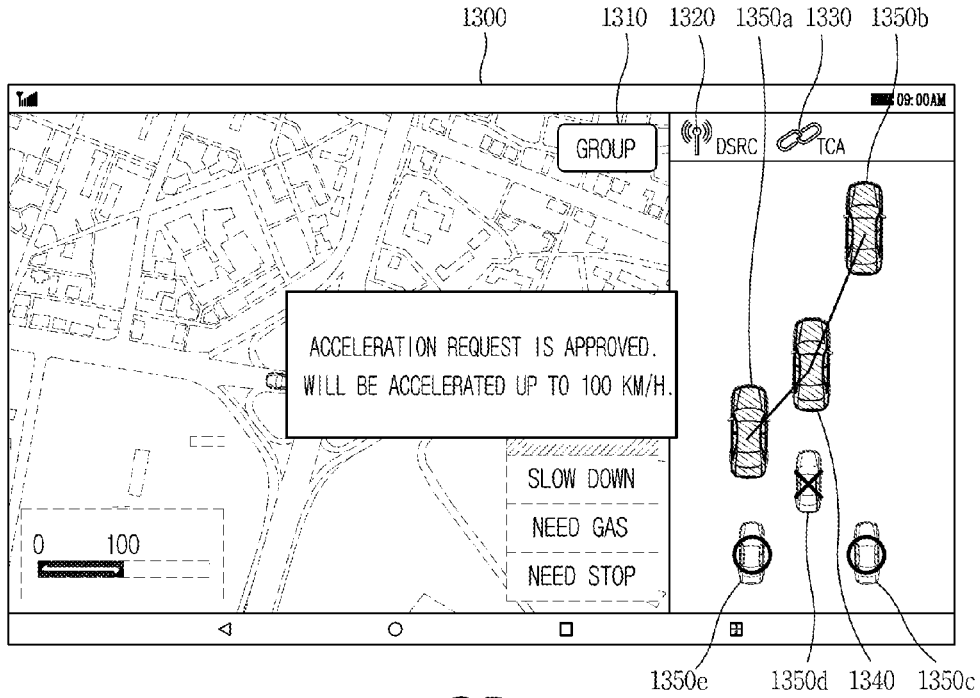 1300 1310 1320 1350a 1330 1350b
09:00AM
GROUP
DSRC TCA
ACCELERATION REQUEST IS APPROVED.
WILL BE ACCELERATED UP TO 100 KM/H.
SLOW DOWN
NEED GAS
NEED STOP
0 100
1350e 1350d 1340 1350c